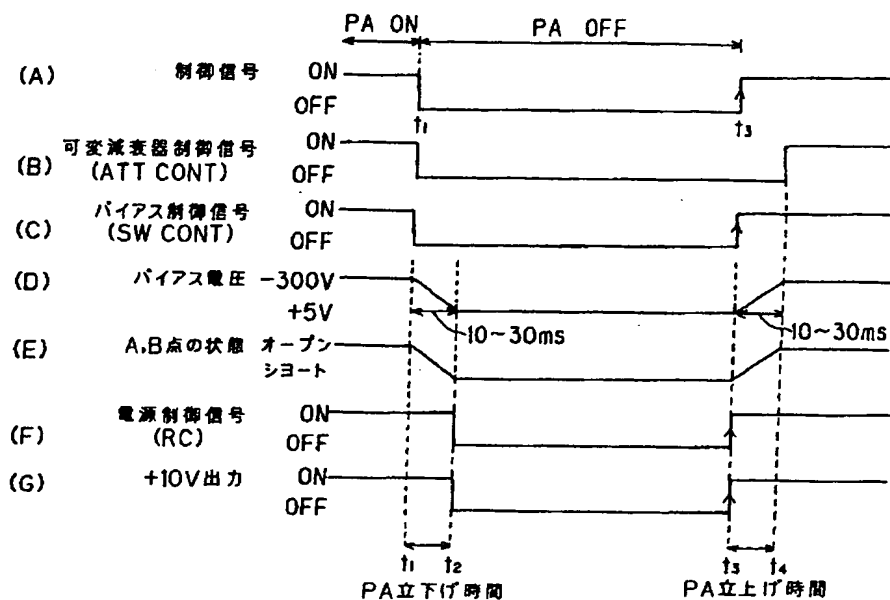 PA ON PA OFF
(A) 制御信号 ON
OFF
t₁ t₃
(B) 可変減衰器制御信号 ON
(ATT CONT) OFF
(C) バイアス制御信号 ON
(SW CONT) OFF
(D) バイアス電圧 -300V
+5V
10~30ms 10~30ms
(E) A,B点の状態 オープン
シヨート
(F) 電源制御信号 ON
(RC) OFF
(G) +10V出力 ON
OFF
t₁ t₂ t₃ t₄
PA立下げ時間 PA立上げ時間